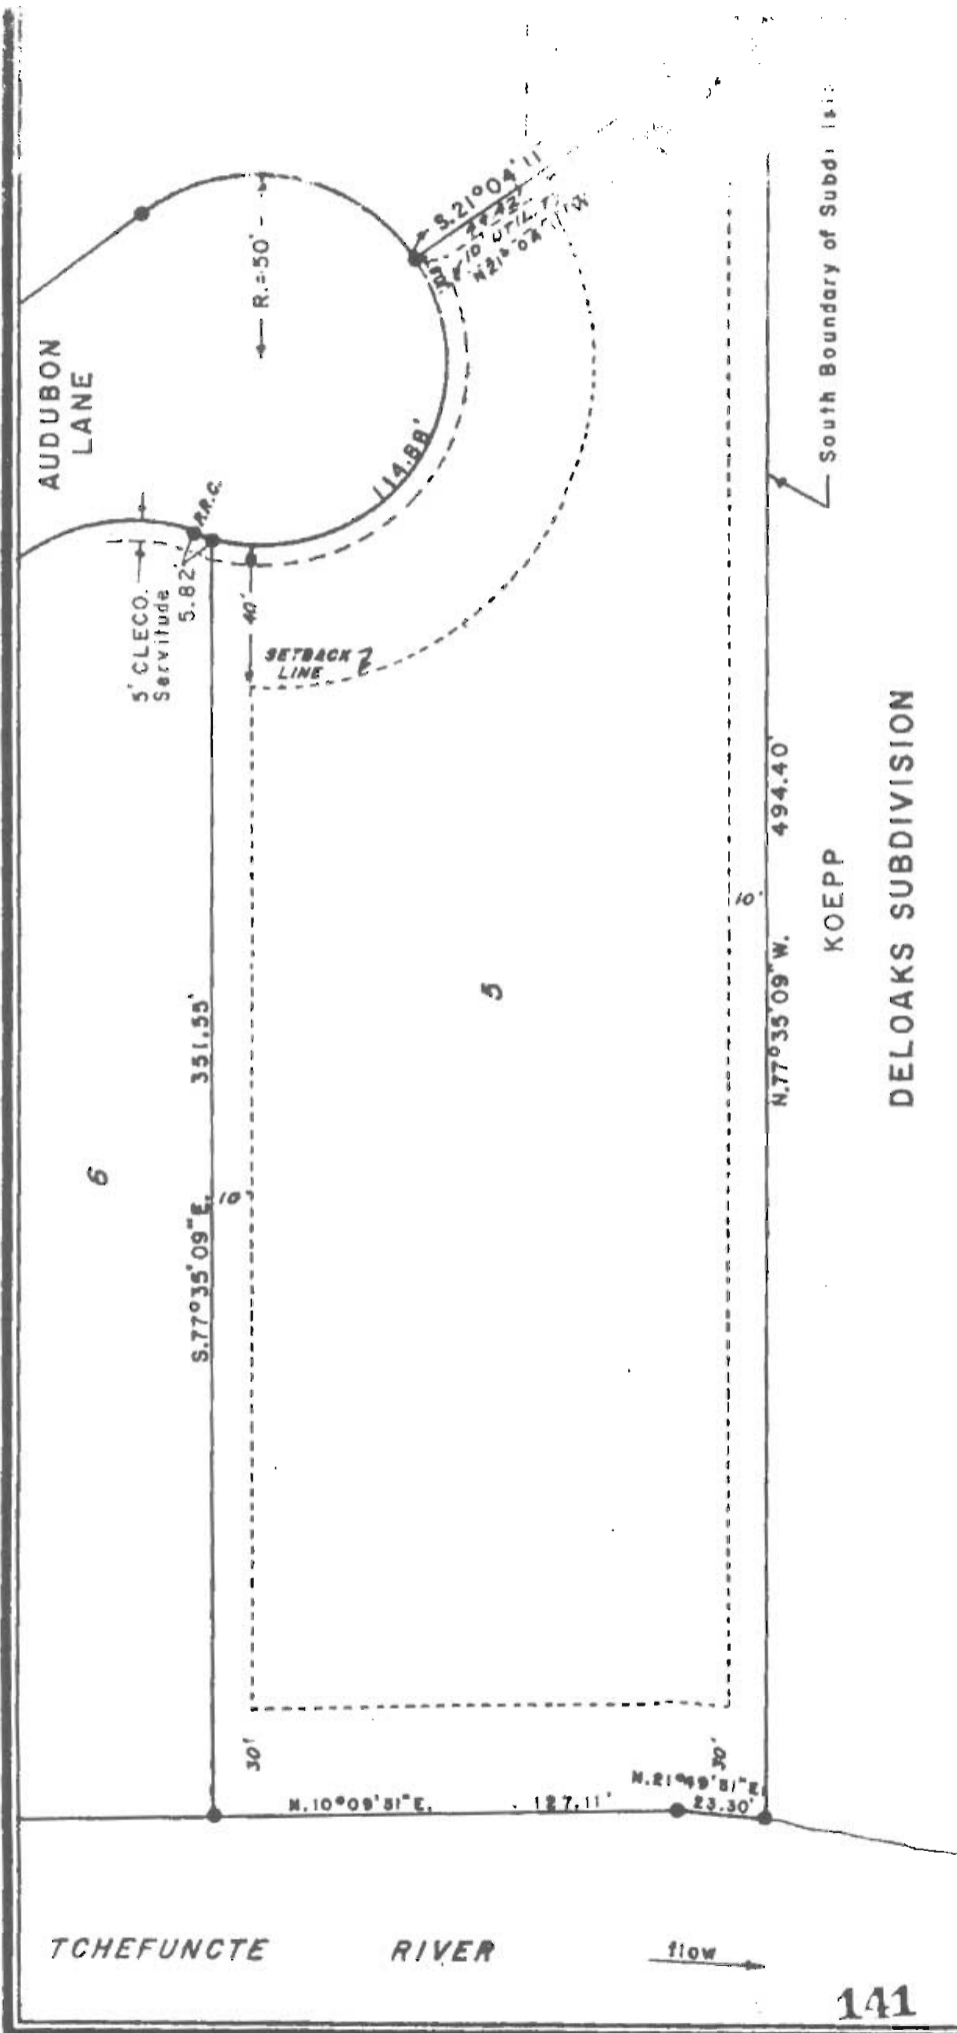 AUDUBON
LANE
R.=50'
S.21°04'11"
10' UTILITY
114.88'
P.R.C.
5.82'
5' CLECO.
Servitude
40'
SETBACK
LINE
South Boundary of
S.77°35'09"E. 351.55'
10'
6
5
10'
N.77°35'09"W. 494.40'
KOEPP
DELOAKS SUBDIVISION
30'
30'
N.10°09'51"E. 127.11'
N.21°49'51"E.
23.30'
TCHEFUNCTE RIVER
flow
141